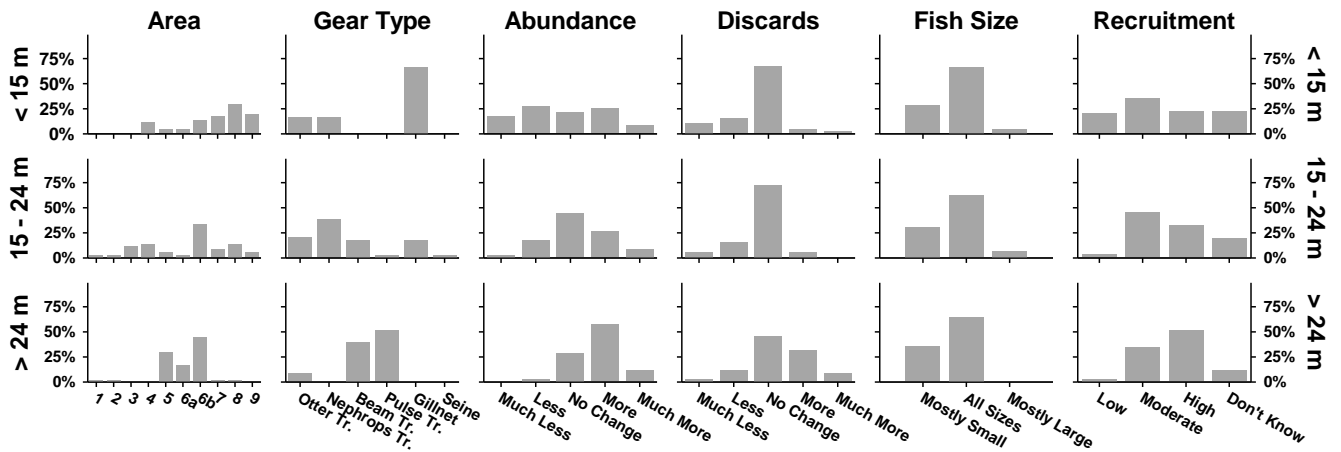 Area Gear Type Abundance Discards Fish Size Recruitment
< 15 m
75%
50%
25%
0%
75%
50%
25%
0%
< 15 m
15 - 24 m
75%
50%
25%
0%
75%
50%
25%
0%
15 - 24 m
> 24 m
75%
50%
25%
0%
75%
50%
25%
0%
> 24 m
1 2 3 4 5 6a 6b 7 8 9
Otter Tr. Nephrops Tr. Beam Tr. Pulse Tr. Gillnet Seine
Much Less Less No Change More Much More
Much Less Less No Change More Much More
Mostly Small All Sizes Mostly Large
Low Moderate High Don't Know